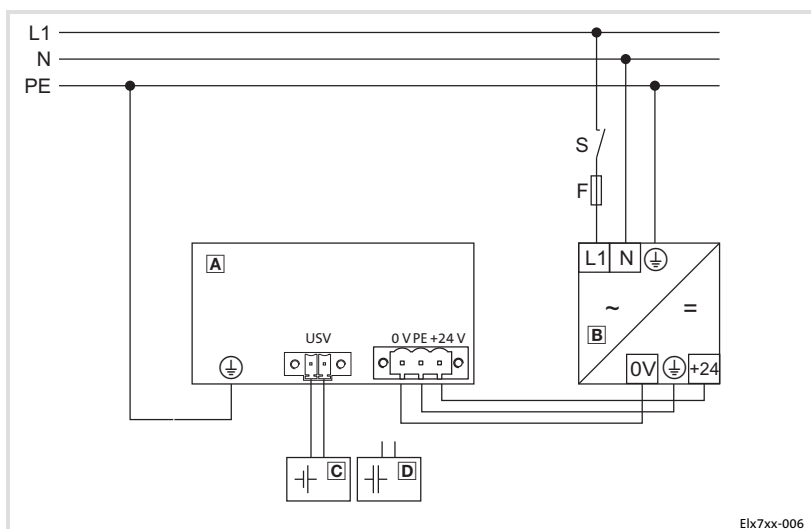 L1
N
PE
S
F
A
L1 N
~ =
B
USV
0 V PE +24 V
0V +24
C
D
Elx7xx-006